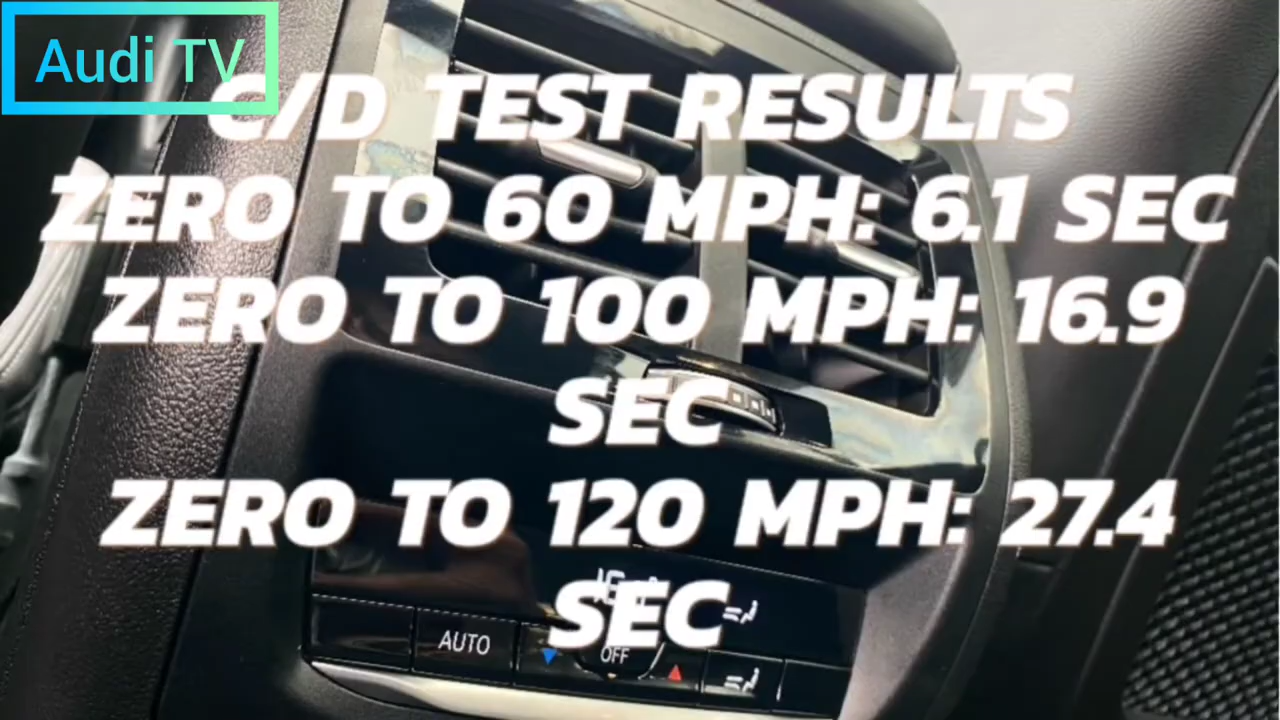 Audi TV
C/D TEST RESULTS
ZERO TO 60 MPH: 6.1 SEC
ZERO TO 100 MPH: 16.9
SEC
ZERO TO 120 MPH: 27.4
SEC
AUTO
OFF